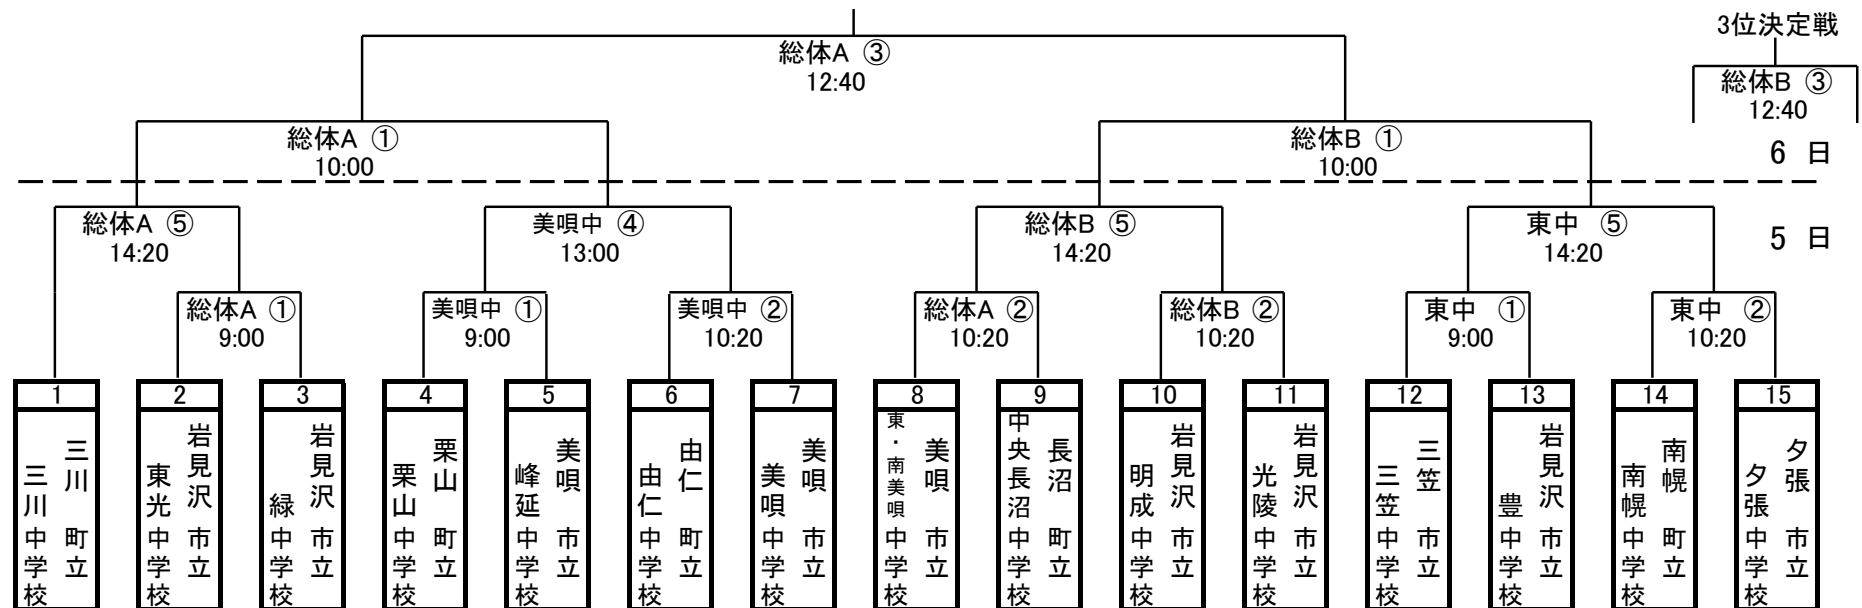 3位決定戦
総体A ③
12:40
総体B ③
12:40
総体A ①
10:00
総体B ①
10:00
6 日
総体A ⑤
14:20
美唄中 ④
13:00
総体B ⑤
14:20
東中 ⑤
14:20
5 日
総体A ①
9:00
美唄中 ①
9:00
美唄中 ②
10:20
総体A ②
10:20
総体B ②
10:20
東中 ①
9:00
東中 ②
10:20
1
三川町立
三川中学校
2
岩見沢市立
東光中学校
3
岩見沢市立
緑中学校
4
栗山町立
栗山中学校
5
美唄市立
峰延中学校
6
由仁町立
由仁中学校
7
美唄市立
美唄中学校
8
美唄市立
東・南美唄中学校
9
長沼町立
中央長沼中学校
10
岩見沢市立
明成中学校
11
岩見沢市立
光陵中学校
12
三笠市立
三笠中学校
13
岩見沢市立
豊中学校
14
南幌町立
南幌中学校
15
夕張市立
夕張中学校